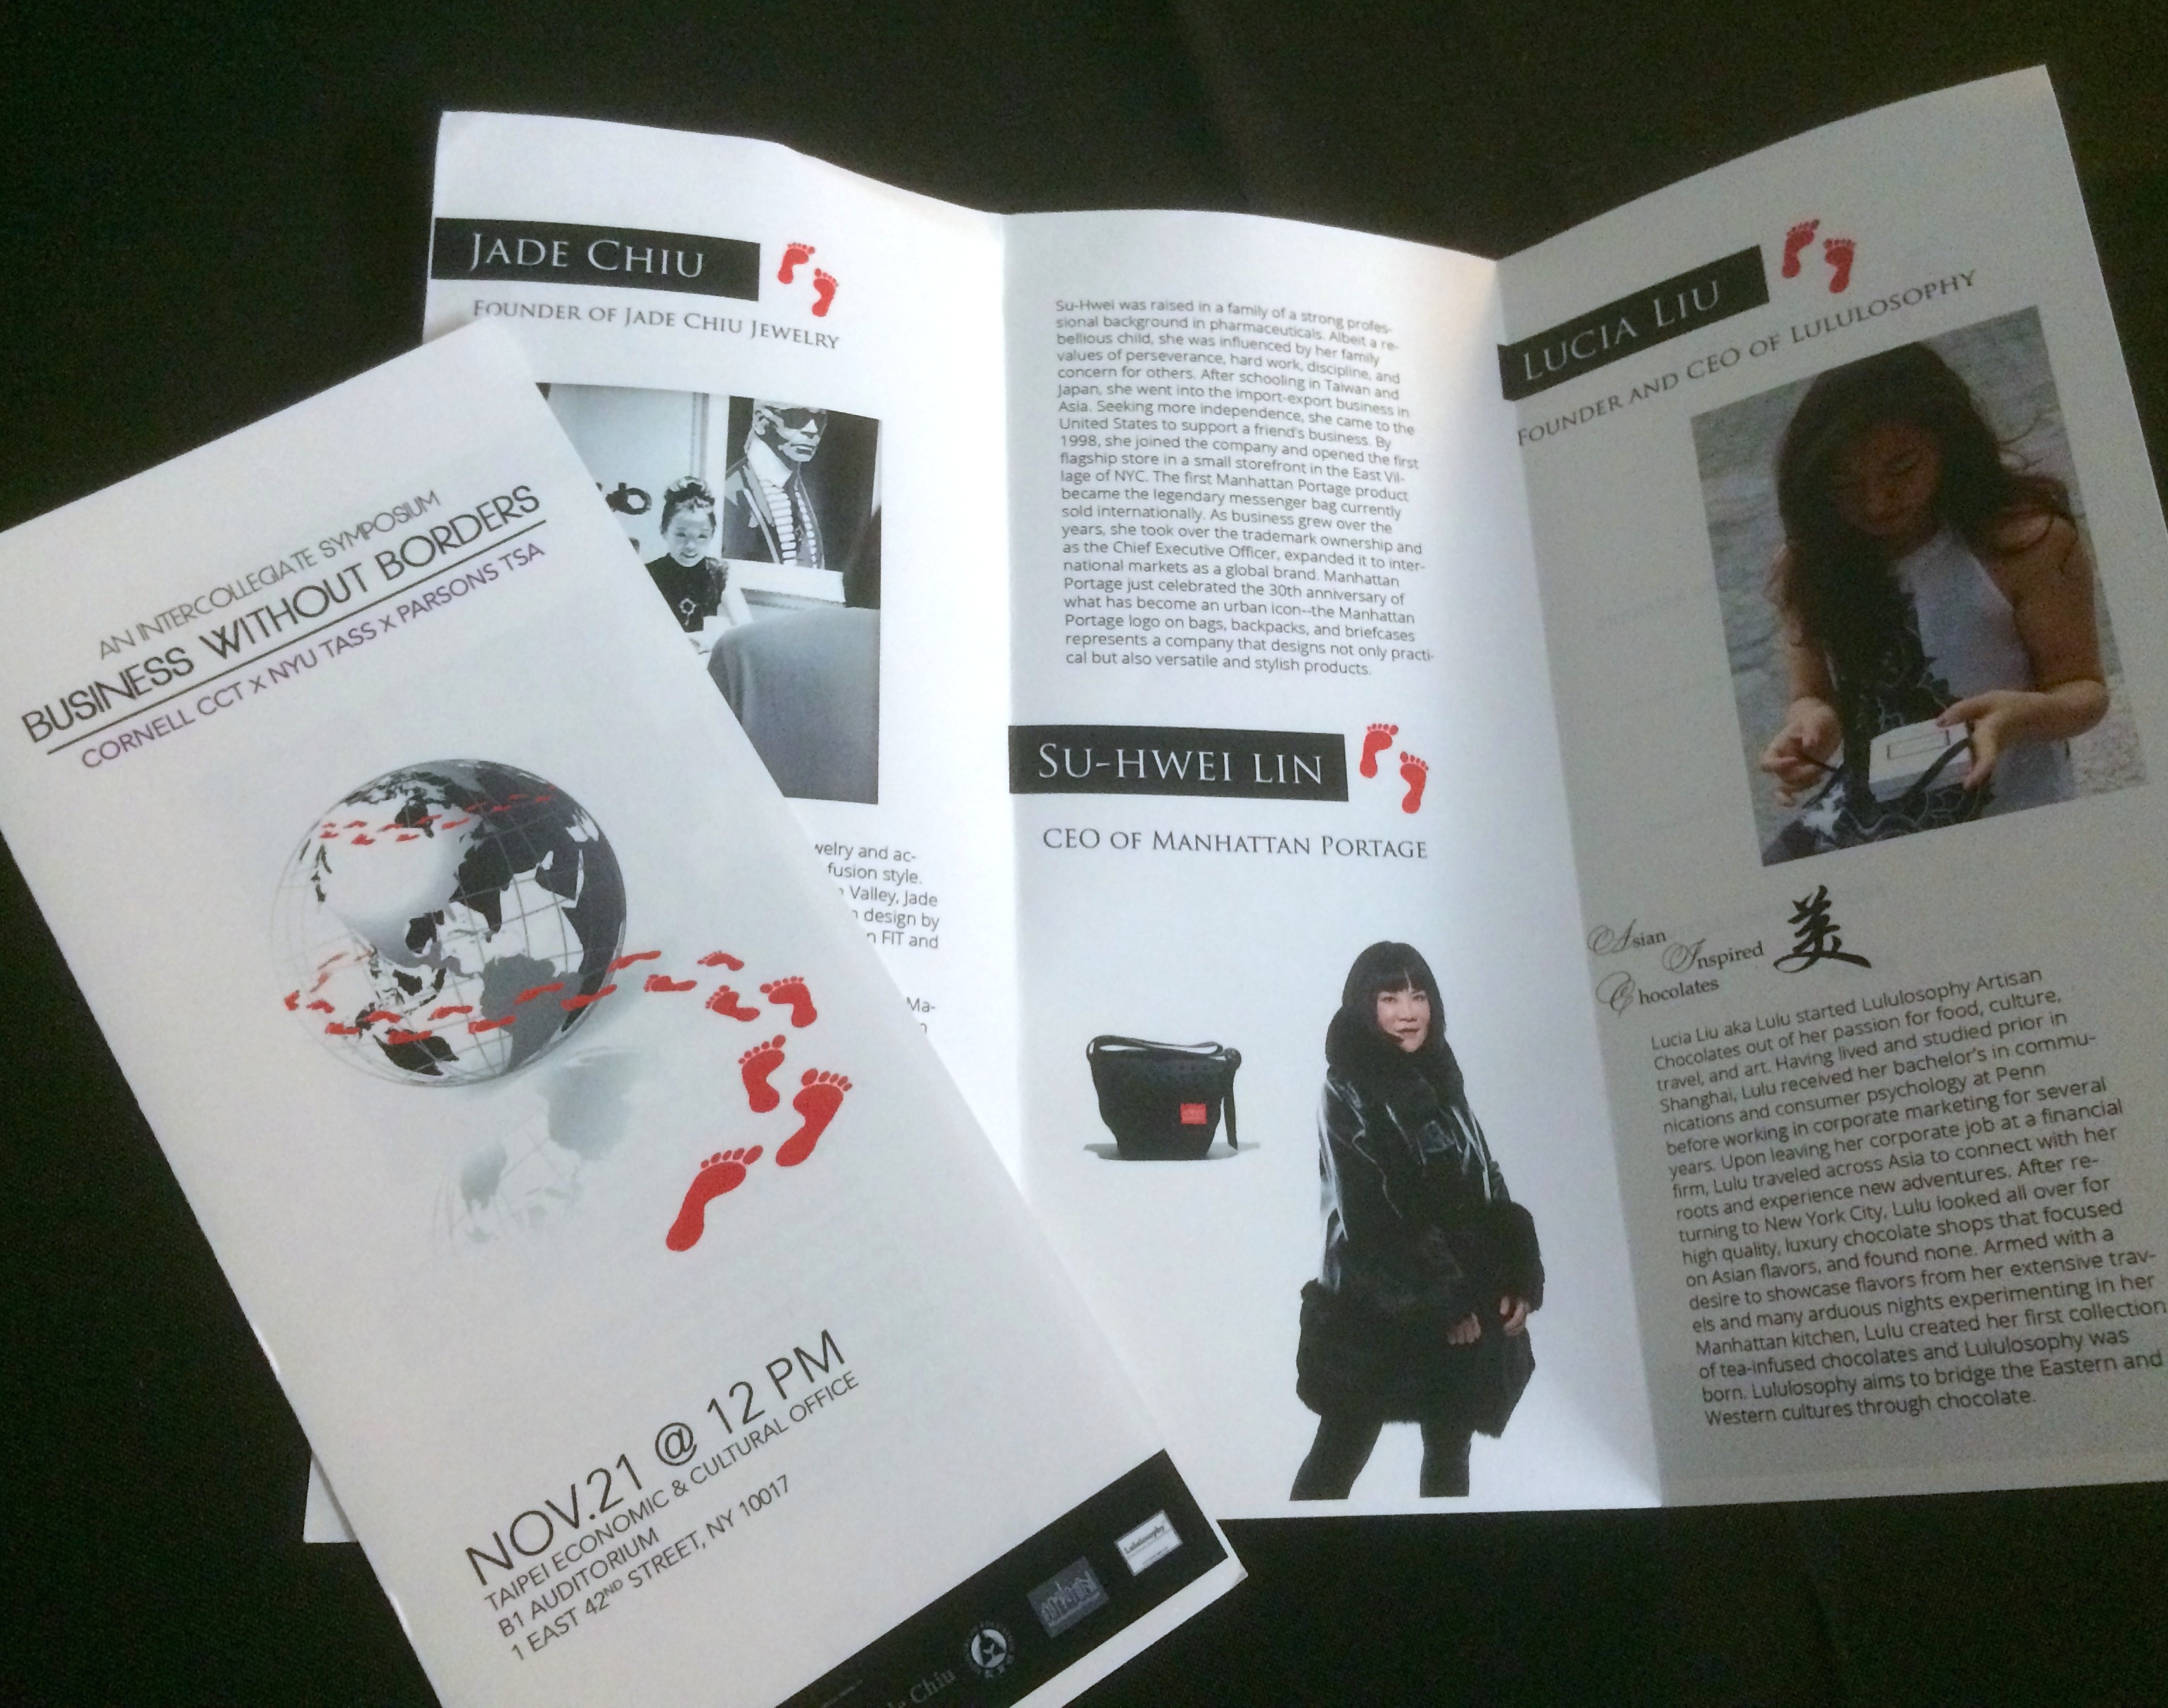 AN INTERCOLLEGIATE SYMPOSIUM
BUSINESS WITHOUT BORDERS
CORNELL CCT X NYU TASS X PARSONS TSA
NOV.21 @ 12 PM
TAIPEI ECONOMIC & CULTURAL OFFICE
B1 AUDITORIUM
1 EAST 42ND STREET, NY 10017
Chiu
Lululosophy
JADE CHIU
FOUNDER OF JADE CHIU JEWELRY
welry and ac-
fusion style.
Valley, Jade
design by
FIT and
Ma-
Su-Hwei was raised in a family of a strong profes-
sional background in pharmaceuticals. Albeit a re-
bellious child, she was influenced by her family
values of perseverance, hard work, discipline, and
concern for others. After schooling in Taiwan and
Japan, she went into the import-export business in
Asia. Seeking more independence, she came to the
United States to support a friend's business. By
1998, she joined the company and opened the first
flagship store in a small storefront in the East Vil-
lage of NYC. The first Manhattan Portage product
became the legendary messenger bag currently
sold internationally. As business grew over the
years, she took over the trademark ownership and
as the Chief Executive Officer, expanded it to inter-
national markets as a global brand. Manhattan
Portage just celebrated the 30th anniversary of
what has become an urban icon--the Manhattan
Portage logo on bags, backpacks, and briefcases
represents a company that designs not only practi-
cal but also versatile and stylish products.
SU-HWEI LIN
CEO OF MANHATTAN PORTAGE
LUCIA LIU
FOUNDER AND CEO OF LULULOSOPHY
Asian
Inspired
Chocolates
美
Lucia Liu aka Lulu started Lululosophy Artisan
Chocolates out of her passion for food, culture,
travel, and art. Having lived and studied prior in
Shanghai, Lulu received her bachelor's in commu-
nications and consumer psychology at Penn
before working in corporate marketing for several
years. Upon leaving her corporate job at a financial
firm, Lulu traveled across Asia to connect with her
roots and experience new adventures. After re-
turning to New York City, Lulu looked all over for
high quality, luxury chocolate shops that focused
on Asian flavors, and found none. Armed with a
desire to showcase flavors from her extensive trav-
els and many arduous nights experimenting in her
Manhattan kitchen, Lulu created her first collection
of tea-infused chocolates and Lululosophy was
born. Lululosophy aims to bridge the Eastern and
Western cultures through chocolate.